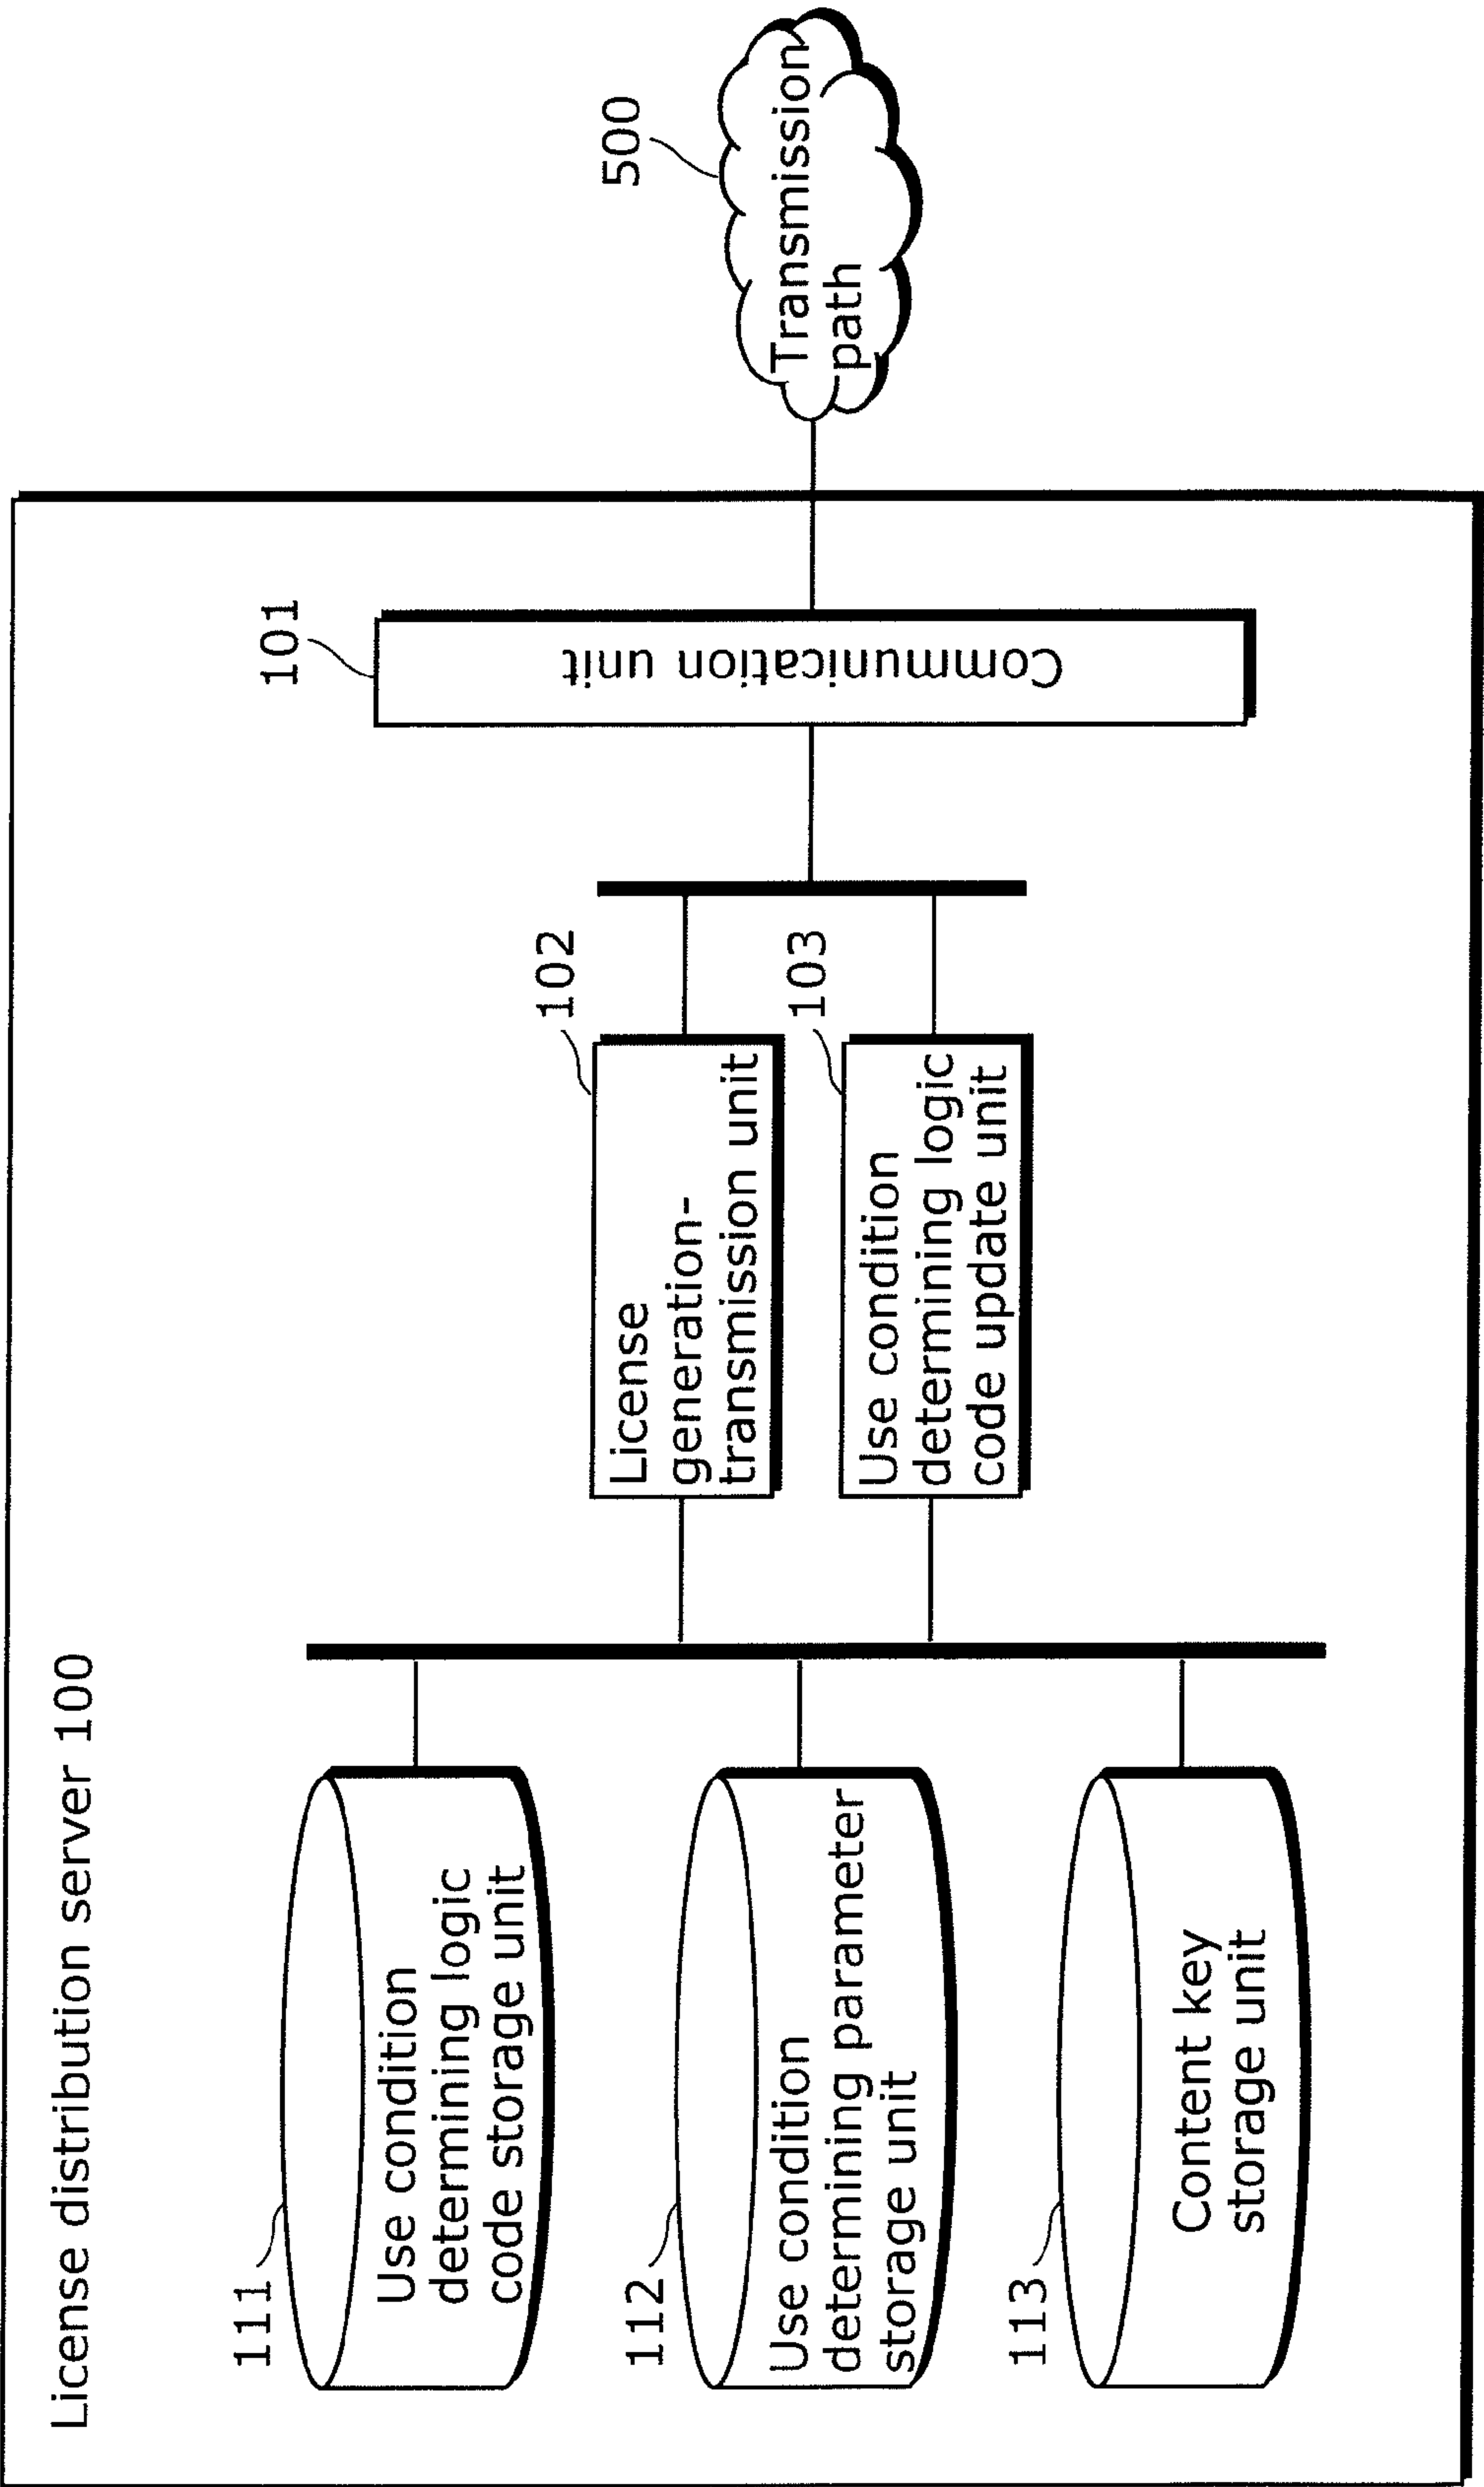 License distribution server 100
111
Use condition
determining logic
code storage unit
112
Use condition
determining parameter
storage unit
113
Content key
storage unit
102
License
generation-
transmission unit
103
Use condition
determining logic
code update unit
101
Communication unit
500
Transmission
path